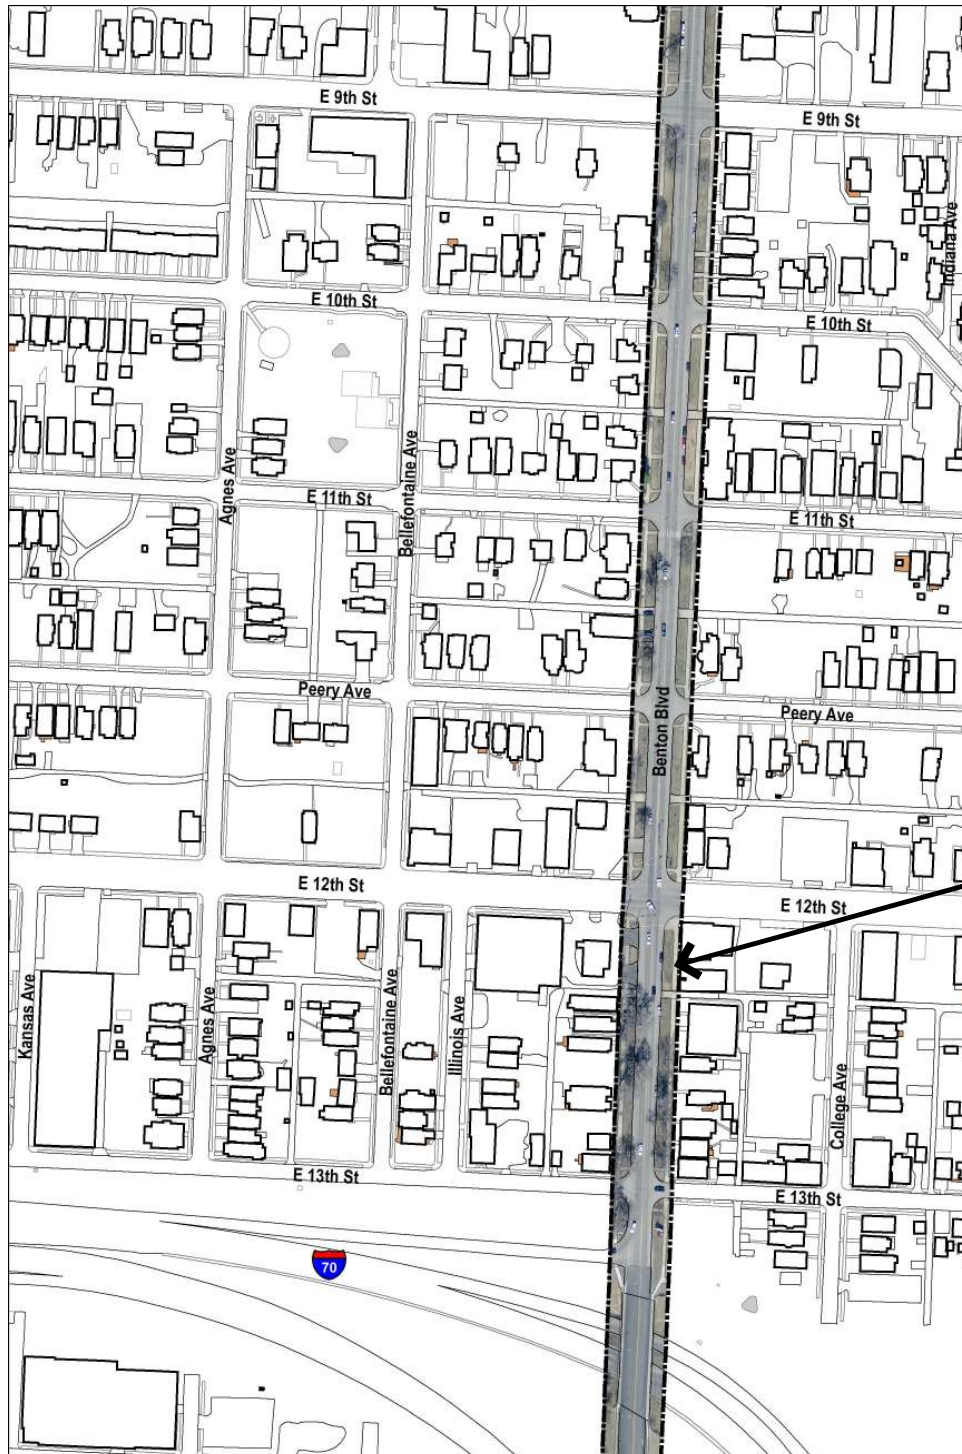 E 9th St
E 9th St
Indiana Ave
E 10th St
E 10th St
Agnes Ave
Bellefontaine Ave
E 11th St
E 11th St
Peery Ave
Benton Blvd
Peery Ave
E 12th St
E 12th St
Kansas Ave
Agnes Ave
Bellefontaine Ave
Illinois Ave
College Ave
E 13th St
E 13th St
70